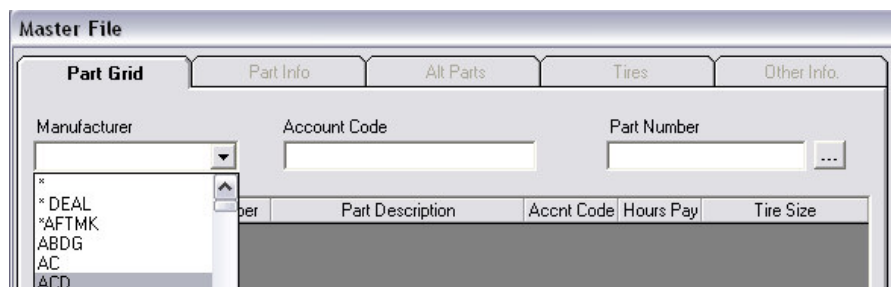 Master File
Part Grid Part Info Alt Parts Tires Other Info.
Manufacturer Account Code Part Number
...
*
* DEAL
*AFTMK
ABDG
AC
ACD
Part Description Accnt Code Hours Pay Tire Size